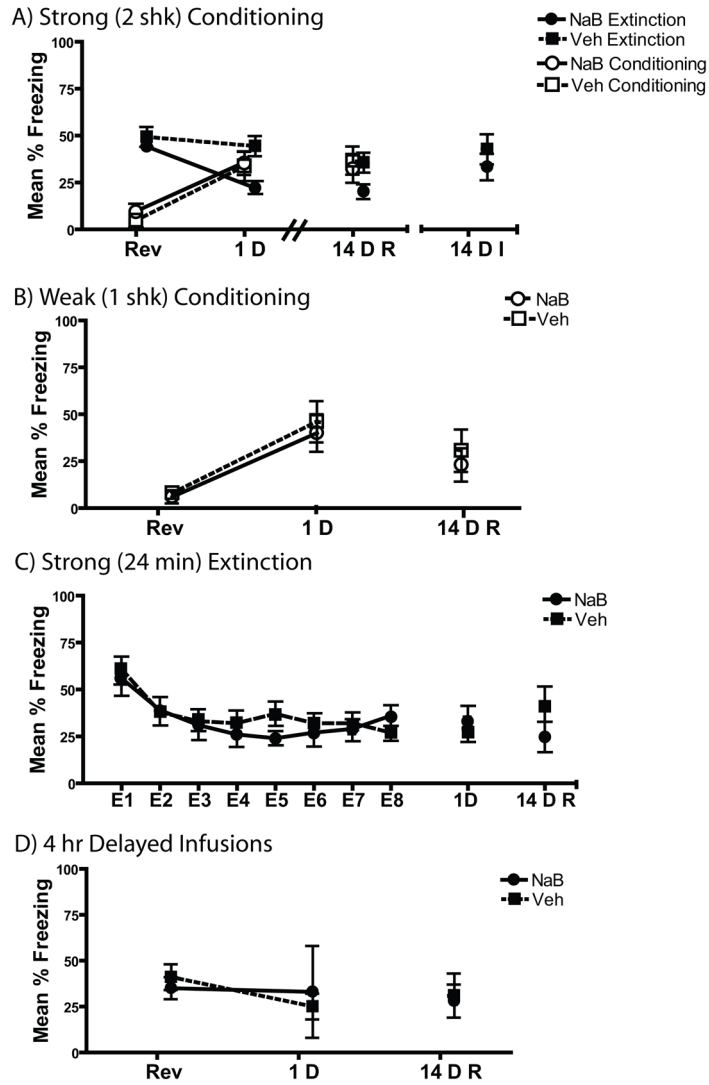 A) Strong (2 shk) Conditioning
NaB Extinction
Veh Extinction
NaB Conditioning
Veh Conditioning
Mean % Freezing
100
75
50
25
0
Rev 1 D 14 D R 14 D I
B) Weak (1 shk) Conditioning
NaB
Veh
Mean % Freezing
100
75
50
25
0
Rev 1 D 14 D R
C) Strong (24 min) Extinction
NaB
Veh
Mean % Freezing
100
75
50
25
0
E1 E2 E3 E4 E5 E6 E7 E8 1D 14 D R
D) 4 hr Delayed Infusions
NaB
Veh
Mean % Freezing
100
75
50
25
0
Rev 1 D 14 D R